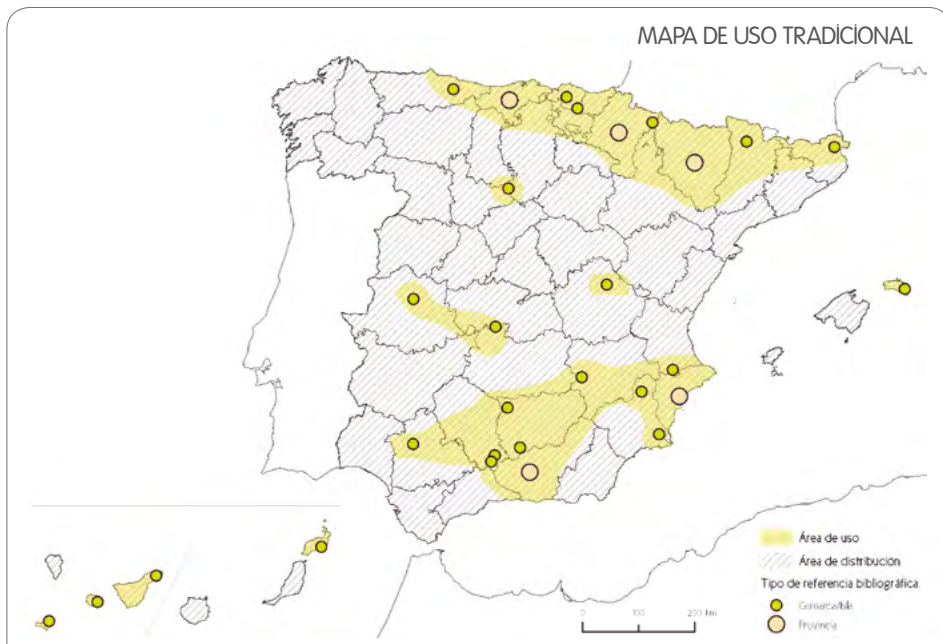 MAPA DE USO TRADICIONAL
Área de uso
Área de distribución
Tipo de referencia bibliográfica
Comarca/Isla
Provincia
0 100 200 km